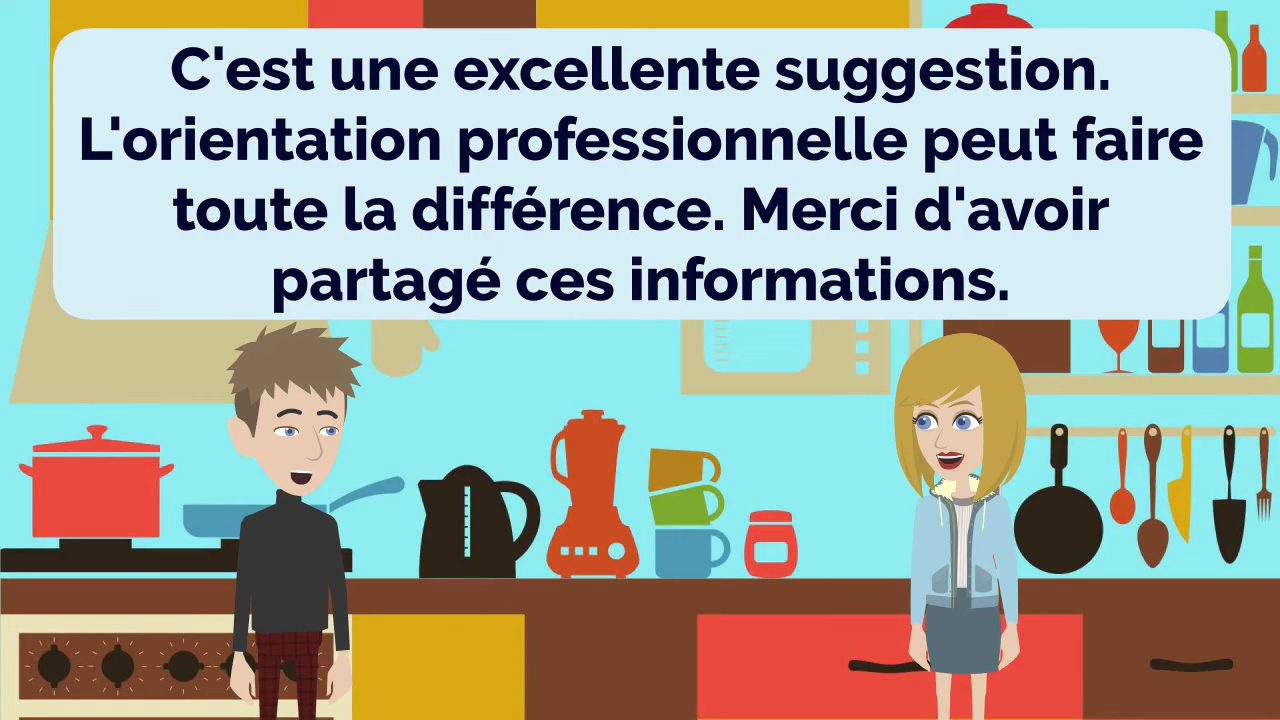 C'est une excellente suggestion.
L'orientation professionnelle peut faire
toute la différence. Merci d'avoir
partagé ces informations.